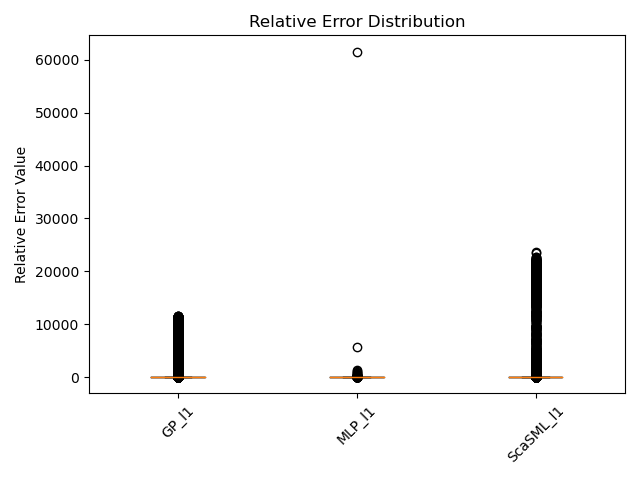 Relative Error Distribution
Relative Error Value
60000
50000
40000
30000
20000
10000
0
GP_l1
MLP_l1
ScaSML_l1